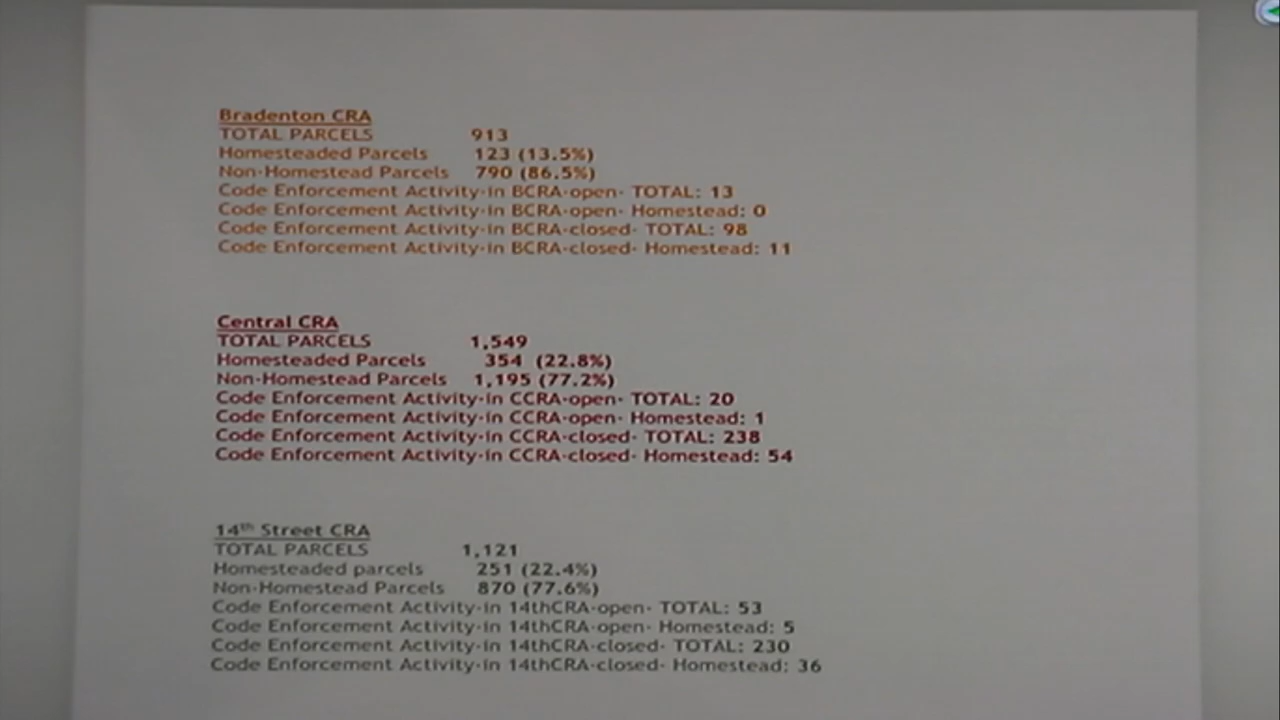 Bradenton CRA
TOTAL PARCELS 913
Homesteaded Parcels 123 (13.5%)
Non-Homestead Parcels 790 (86.5%)
Code Enforcement Activity-in BCRA-open- TOTAL: 13
Code Enforcement Activity-in BCRA-open- Homestead: 0
Code Enforcement Activity-in BCRA-closed- TOTAL: 98
Code Enforcement Activity-in BCRA-closed- Homestead: 11
Central CRA
TOTAL PARCELS 1,549
Homesteaded Parcels 354 (22.8%)
Non-Homestead Parcels 1,195 (77.2%)
Code Enforcement Activity-in CCRA-open- TOTAL: 20
Code Enforcement Activity-in CCRA-open- Homestead: 1
Code Enforcement Activity-in CCRA-closed- TOTAL: 238
Code Enforcement Activity-in CCRA-closed- Homestead: 54
14th Street CRA
TOTAL PARCELS 1,121
Homesteaded parcels 251 (22.4%)
Non-Homestead Parcels 870 (77.6%)
Code Enforcement Activity-in 14thCRA-open- TOTAL: 53
Code Enforcement Activity-in 14thCRA-open- Homestead: 5
Code Enforcement Activity-in 14thCRA-closed- TOTAL: 230
Code Enforcement Activity-in 14thCRA-closed- Homestead: 36